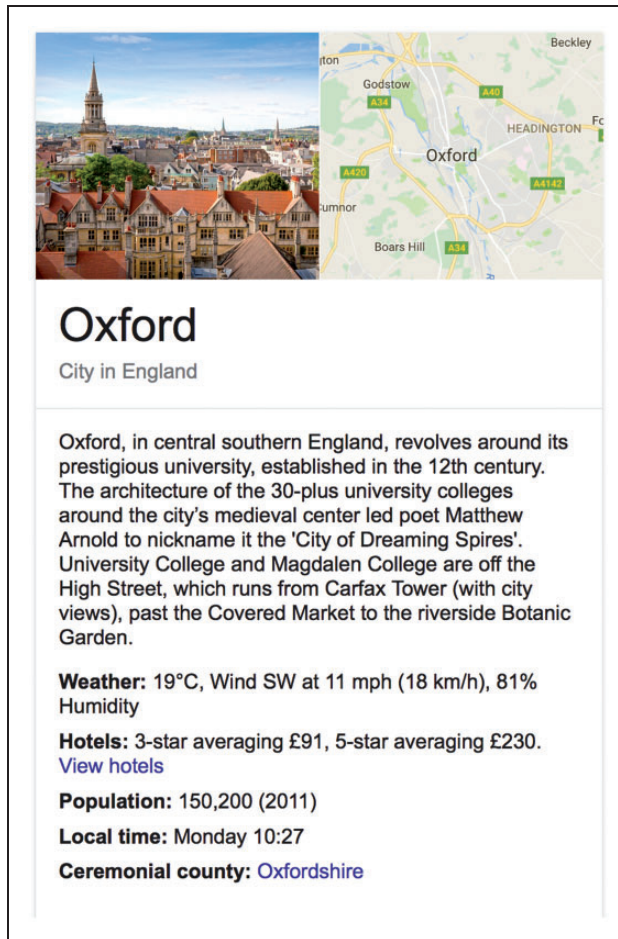 Beckley
ton
Godstow
A34
A40
HEADINGTON
Fo
Oxford
A420
A4142
umnor
Boars Hill
A34
R
Oxford
City in England
Oxford, in central southern England, revolves around its
prestigious university, established in the 12th century.
The architecture of the 30-plus university colleges
around the city’s medieval center led poet Matthew
Arnold to nickname it the 'City of Dreaming Spires'.
University College and Magdalen College are off the
High Street, which runs from Carfax Tower (with city
views), past the Covered Market to the riverside Botanic
Garden.
Weather: 19°C, Wind SW at 11 mph (18 km/h), 81%
Humidity
Hotels: 3-star averaging £91, 5-star averaging £230.
View hotels
Population: 150,200 (2011)
Local time: Monday 10:27
Ceremonial county: Oxfordshire